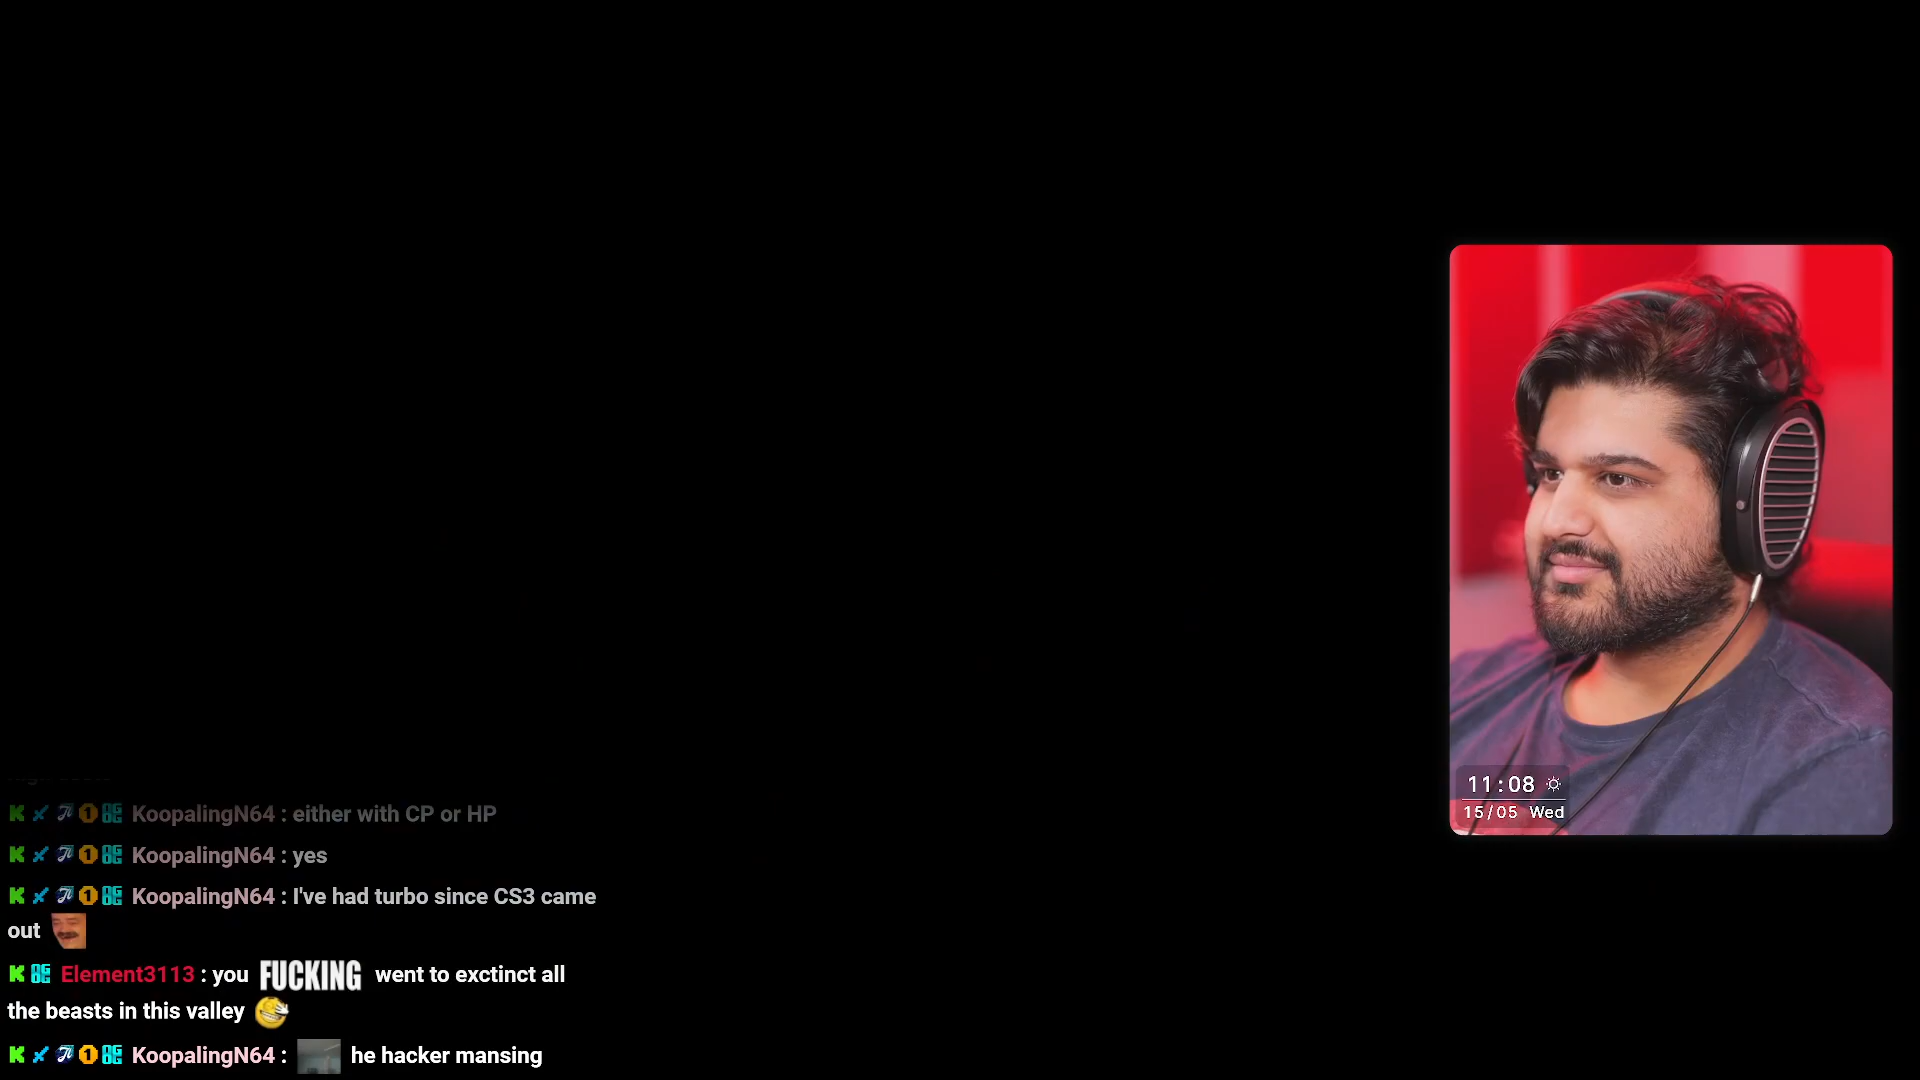 KoopalingN64 : either with CP or HP
KoopalingN64 : yes
KoopalingN64 : I've had turbo since CS3 came
out
Element3113 : you FUCKING went to exctinct all
the beasts in this valley
KoopalingN64 : he hacker mansing
11:08
15/05 Wed